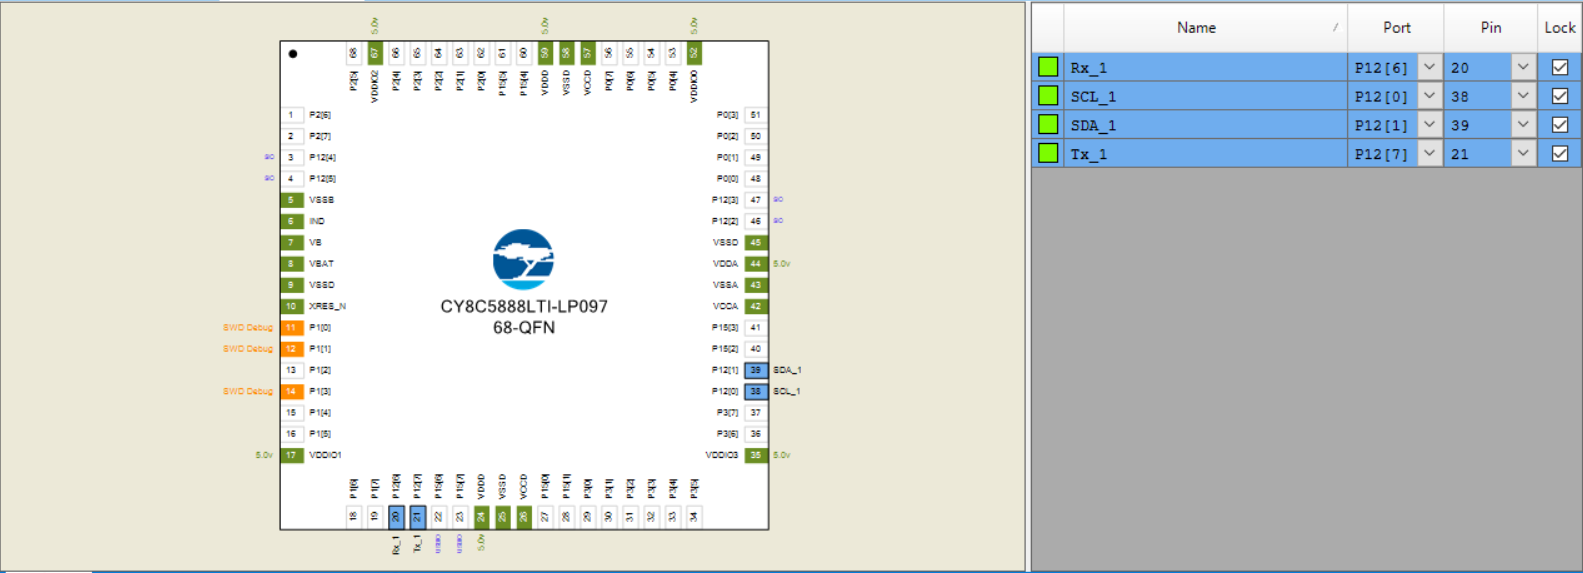 5.0v 5.0v 5.0v
68 67 66 65 64 63 62 61 60 59 58 57 56 55 54 53 52
P2[5] VDDIO2 P2[4] P2[3] P2[2] P2[1] P2[0] P15[5] P15[4] VDDD VSSD VCCD P0[7] P0[6] P0[5] P0[4] VDDIO0
1 P2[6]
2 P2[7]
3 P12[4]
4 P12[5]
5 VSSB
6 IND
7 VB
8 VBAT
9 VSSD
10 XRES_N
SWD Debug 11 P1[0]
SWD Debug 12 P1[1]
13 P1[2]
SWD Debug 14 P1[3]
15 P1[4]
16 P1[5]
5.0v 17 VDDIO1
CY8C5888LTI-LP097
68-QFN
P0[3] 51
P0[2] 50
P0[1] 49
P0[0] 48
P12[3] 47
P12[2] 46
VSSD 45
VDDA 44 5.0v
VSSA 43
VCCA 42
P15[3] 41
P15[2] 40
P12[1] 39 SDA_1
P12[0] 38 SCL_1
P3[7] 37
P3[6] 36
VDDIO3 35 5.0v
P1[6] P1[7] P12[6] P12[7] P15[6] P15[7] VDDD VSSD VCCD P15[0] P15[1] P3[0] P3[1] P3[2] P3[3] P3[4] P3[5]
18 19 20 21 22 23 24 25 26 27 28 29 30 31 32 33 34
Rx_1 Tx_1 USBIO USBIO 5.0v
Name / Port Pin Lock
Rx_1 P12[6] 20
SCL_1 P12[0] 38
SDA_1 P12[1] 39
Tx_1 P12[7] 21